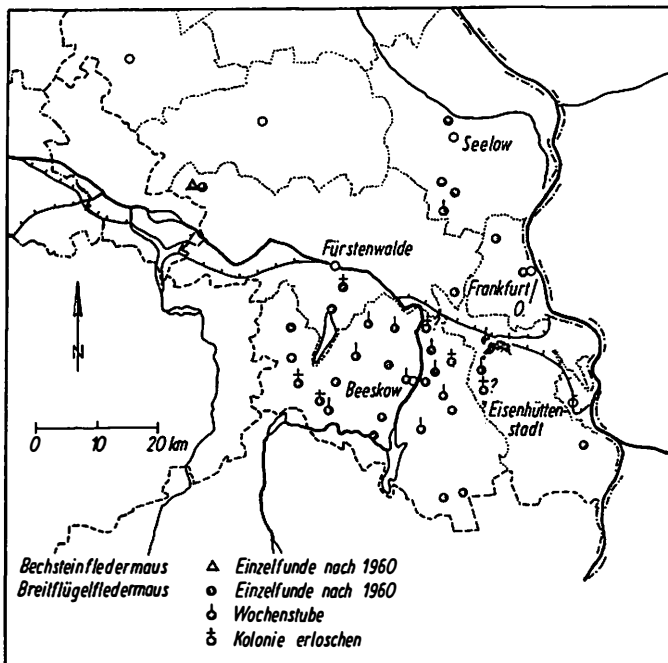 Seelow
Fürstenwalde
Frankfurt/
O.
N
?
?
Beeskow
Eisenhütten-
stadt
0 10 20 km
Bechsteinfledermaus △ Einzelfunde nach 1960
Breitflügelfledermaus Einzelfunde nach 1960
Wochenstube
Kolonie erloschen